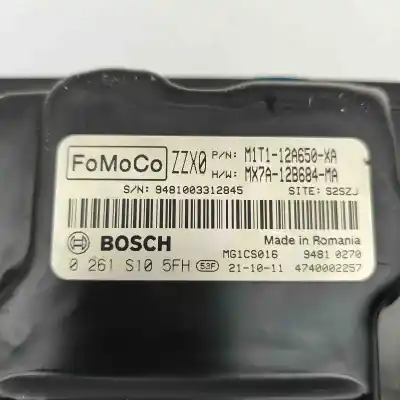 FoMoCo ZZX0 P/N: M1T1-12A650-XA
H/W: MX7A-12B684-MA
S/N: 9481003312845 SITE: S2SZJ
BOSCH Made in Romania
MG1CS016 9481 0270
0 261 S10 5FH 53F 21-10-11 4740002257